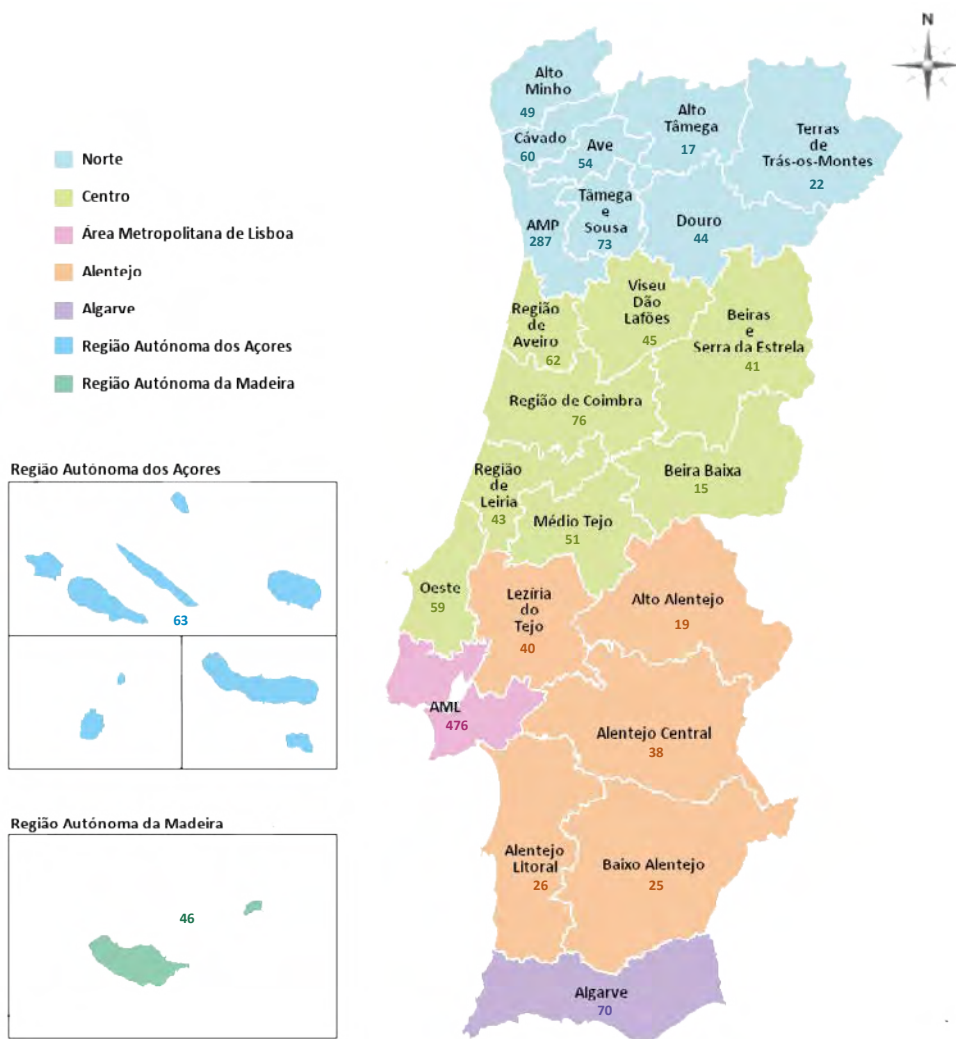 N
Alto
Minho
49
Cávado
60
Ave
54
Alto
Tâmega
17
Terras
de
Trás-os-Montes
22
AMP
287
Tâmega
e
Sousa
73
Douro
44
Norte
Centro
Área Metropolitana de Lisboa
Alentejo
Algarve
Região Autónoma dos Açores
Região Autónoma da Madeira
Região
de
Aveiro
62
Viseu
Dão
Lafões
45
Beiras
e
Serra da Estrela
41
Região de Coimbra
76
Região
de
Leiria
43
Médio Tejo
51
Beira Baixa
15
Oeste
59
Lezíria
do
Tejo
40
Alto Alentejo
19
AML
476
Alentejo Central
38
Alentejo
Litoral
26
Baixo Alentejo
25
Algarve
70
Região Autónoma dos Açores
63
Região Autónoma da Madeira
46